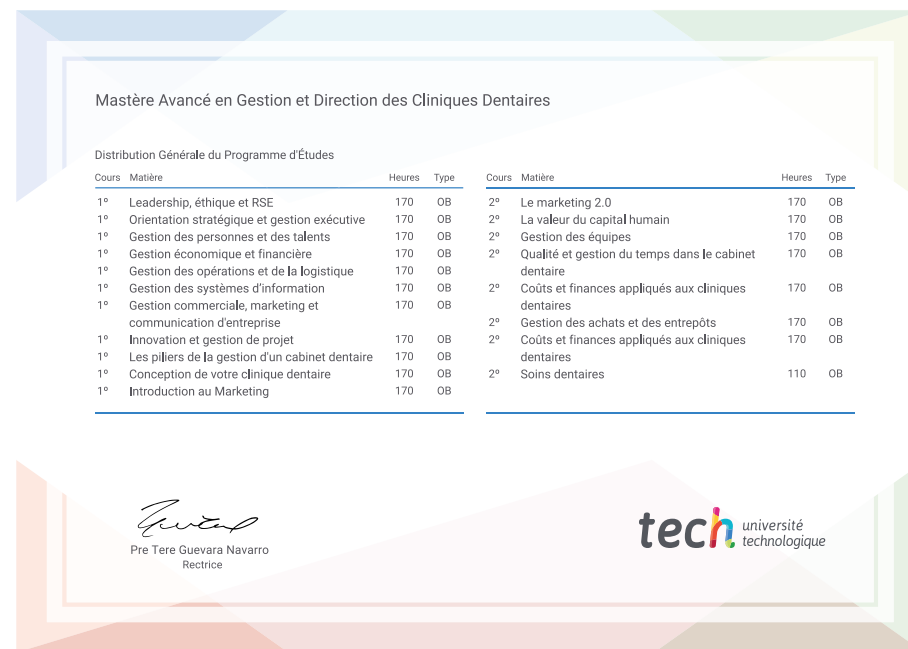 Mastère Avancé en Gestion et Direction des Cliniques Dentaires
Distribution Générale du Programme d'Études
Cours Matière Heures Type
1º Leadership, éthique et RSE 170 OB
1º Orientation stratégique et gestion exécutive 170 OB
1º Gestion des personnes et des talents 170 OB
1º Gestion économique et financière 170 OB
1º Gestion des opérations et de la logistique 170 OB
1º Gestion des systèmes d'information 170 OB
1º Gestion commerciale, marketing et 170 OB
communication d'entreprise
1º Innovation et gestion de projet 170 OB
1º Les piliers de la gestion d'un cabinet dentaire 170 OB
1º Conception de votre clinique dentaire 170 OB
1º Introduction au Marketing 170 OB
Cours Matière Heures Type
2º Le marketing 2.0 170 OB
2º La valeur du capital humain 170 OB
2º Gestion des équipes 170 OB
2º Qualité et gestion du temps dans le cabinet 170 OB
dentaire
2º Coûts et finances appliqués aux cliniques 170 OB
dentaires
2º Gestion des achats et des entrepôts 170 OB
2º Coûts et finances appliqués aux cliniques 170 OB
dentaires
2º Soins dentaires 110 OB
Pre Tere Guevara Navarro
Rectrice
tech université
technologique